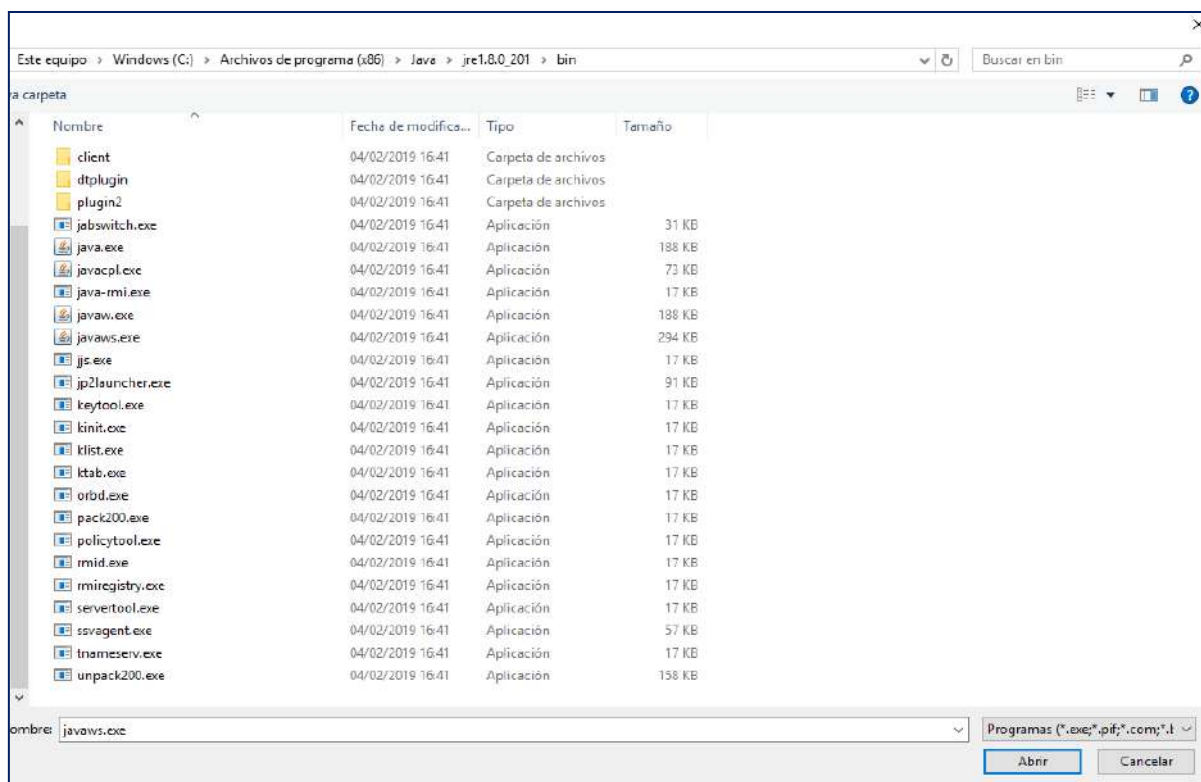 Este equipo > Windows (C:) > Archivos de programa (x86) > Java > jre1.8.0_201 > bin Buscar en bin
va carpeta
Nombre Fecha de modifica... Tipo Tamaño
client 04/02/2019 16:41 Carpeta de archivos
dtplugin 04/02/2019 16:41 Carpeta de archivos
plugin2 04/02/2019 16:41 Carpeta de archivos
jabswitch.exe 04/02/2019 16:41 Aplicación 31 KB
java.exe 04/02/2019 16:41 Aplicación 188 KB
javacpl.exe 04/02/2019 16:41 Aplicación 73 KB
java-rmi.exe 04/02/2019 16:41 Aplicación 17 KB
javaw.exe 04/02/2019 16:41 Aplicación 188 KB
javaws.exe 04/02/2019 16:41 Aplicación 294 KB
jjs.exe 04/02/2019 16:41 Aplicación 17 KB
jp2launcher.exe 04/02/2019 16:41 Aplicación 91 KB
keytool.exe 04/02/2019 16:41 Aplicación 17 KB
kinit.exe 04/02/2019 16:41 Aplicación 17 KB
klist.exe 04/02/2019 16:41 Aplicación 17 KB
ktab.exe 04/02/2019 16:41 Aplicación 17 KB
orbd.exe 04/02/2019 16:41 Aplicación 17 KB
pack200.exe 04/02/2019 16:41 Aplicación 17 KB
policytool.exe 04/02/2019 16:41 Aplicación 17 KB
rmid.exe 04/02/2019 16:41 Aplicación 17 KB
rmiregistry.exe 04/02/2019 16:41 Aplicación 17 KB
servertool.exe 04/02/2019 16:41 Aplicación 17 KB
ssvagent.exe 04/02/2019 16:41 Aplicación 57 KB
tnameserv.exe 04/02/2019 16:41 Aplicación 17 KB
unpack200.exe 04/02/2019 16:41 Aplicación 158 KB
ombre: javaws.exe Programas (*.exe;*.pif;*.com;*.b
Abrir Cancelar